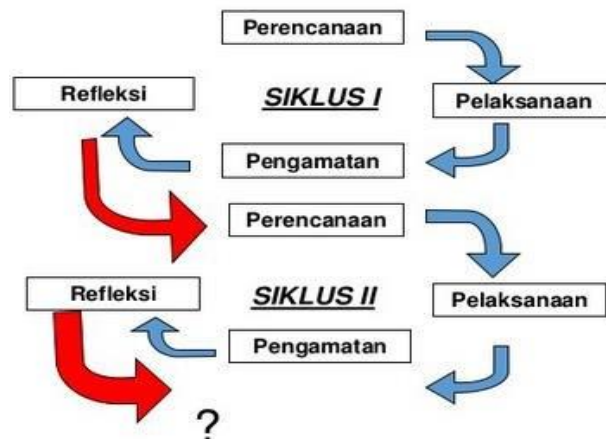 Perencanaan
Refleksi
SIKLUS I
Pelaksanaan
Pengamatan
Perencanaan
Refleksi
SIKLUS II
Pelaksanaan
Pengamatan
?